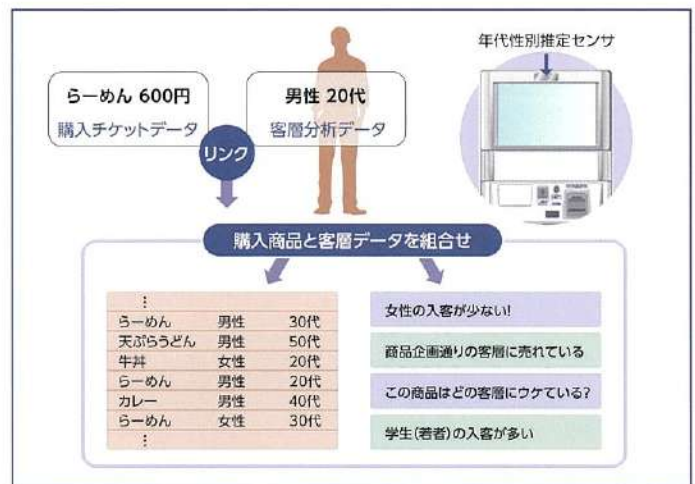 年代性別推定センサ
らーめん 600円
購入チケットデータ
男性 20代
客層分析データ
リンク
購入商品と客層データを組合せ
⋮
らーめん 男性 30代
天ぷらうどん 男性 50代
牛丼 女性 20代
らーめん 男性 20代
カレー 男性 40代
らーめん 女性 30代
⋮
女性の入客が少ない!
商品企画通りの客層に売れている
この商品はどの客層にウケている?
学生(若者)の入客が多い